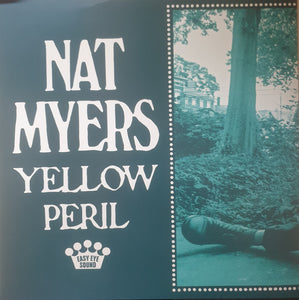 NAT
MYERS
YELLOW
PERIL
EASY EYE
SOUND